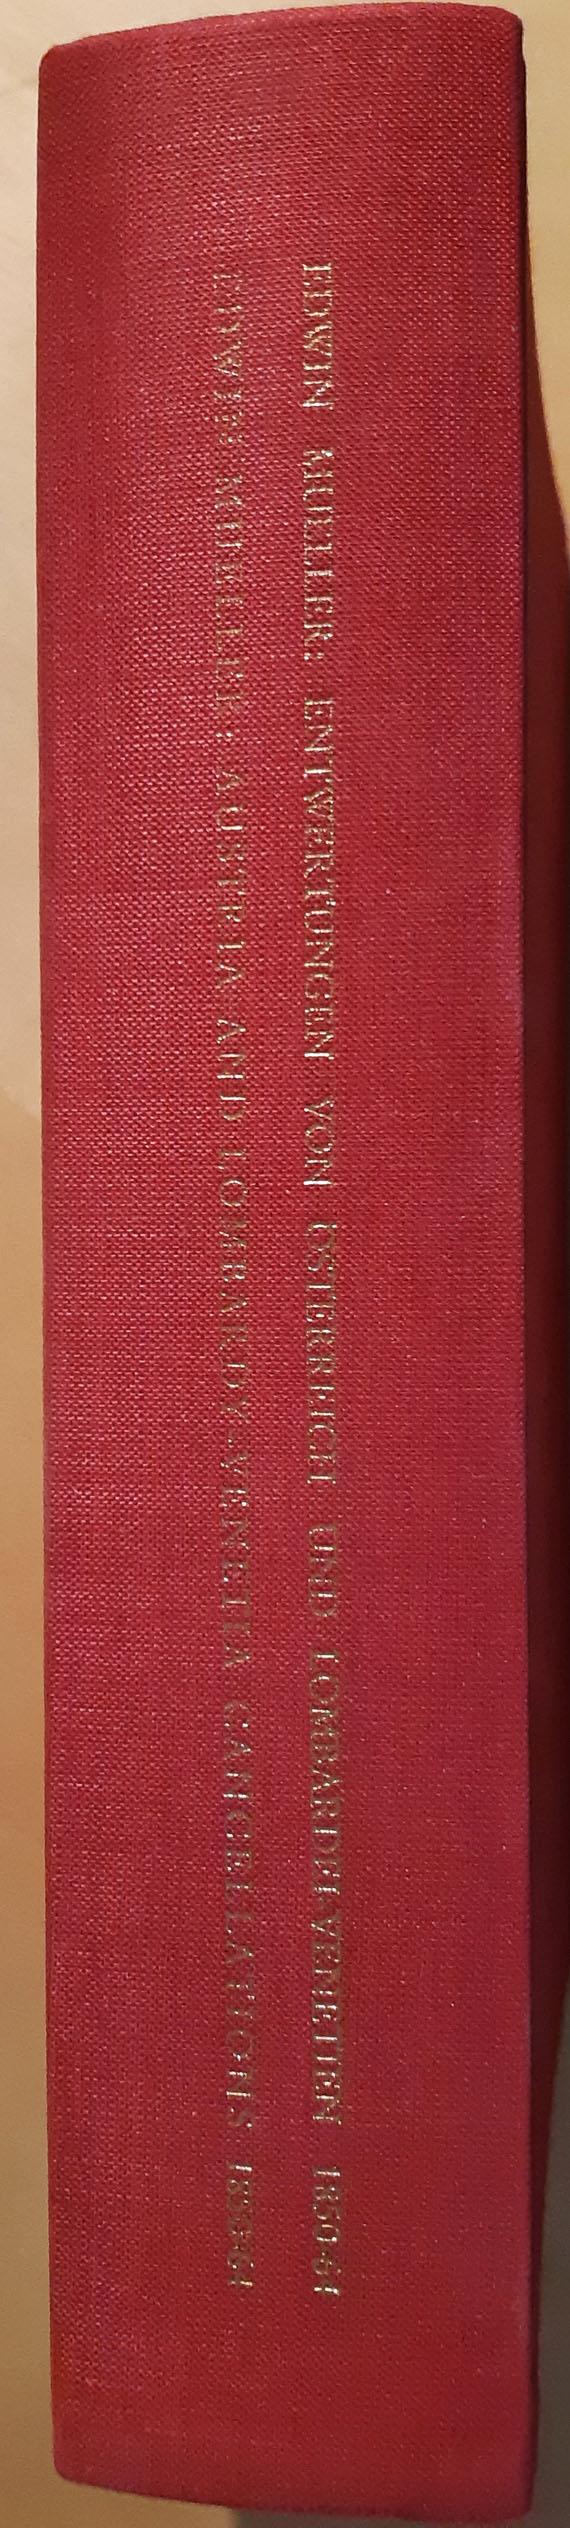 EDWIN MUELLER: ENTWERTUNGEN VON ÖSTERREICH UND LOMBARDEI-VENETIEN 1850-64
EDWIN MUELLER: AUSTRIA AND LOMBARDY-VENETIA CANCELLATIONS 1850-64